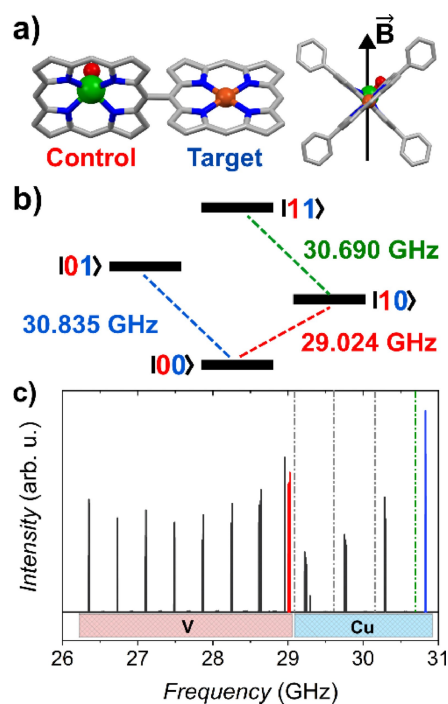 a)
B
Control
Target
b)
|11⟩
|01⟩
30.690 GHz
|10⟩
30.835 GHz
29.024 GHz
|00⟩
c)
Intensity (arb. u.)
V
Cu
26 27 28 29 30 31
Frequency (GHz)